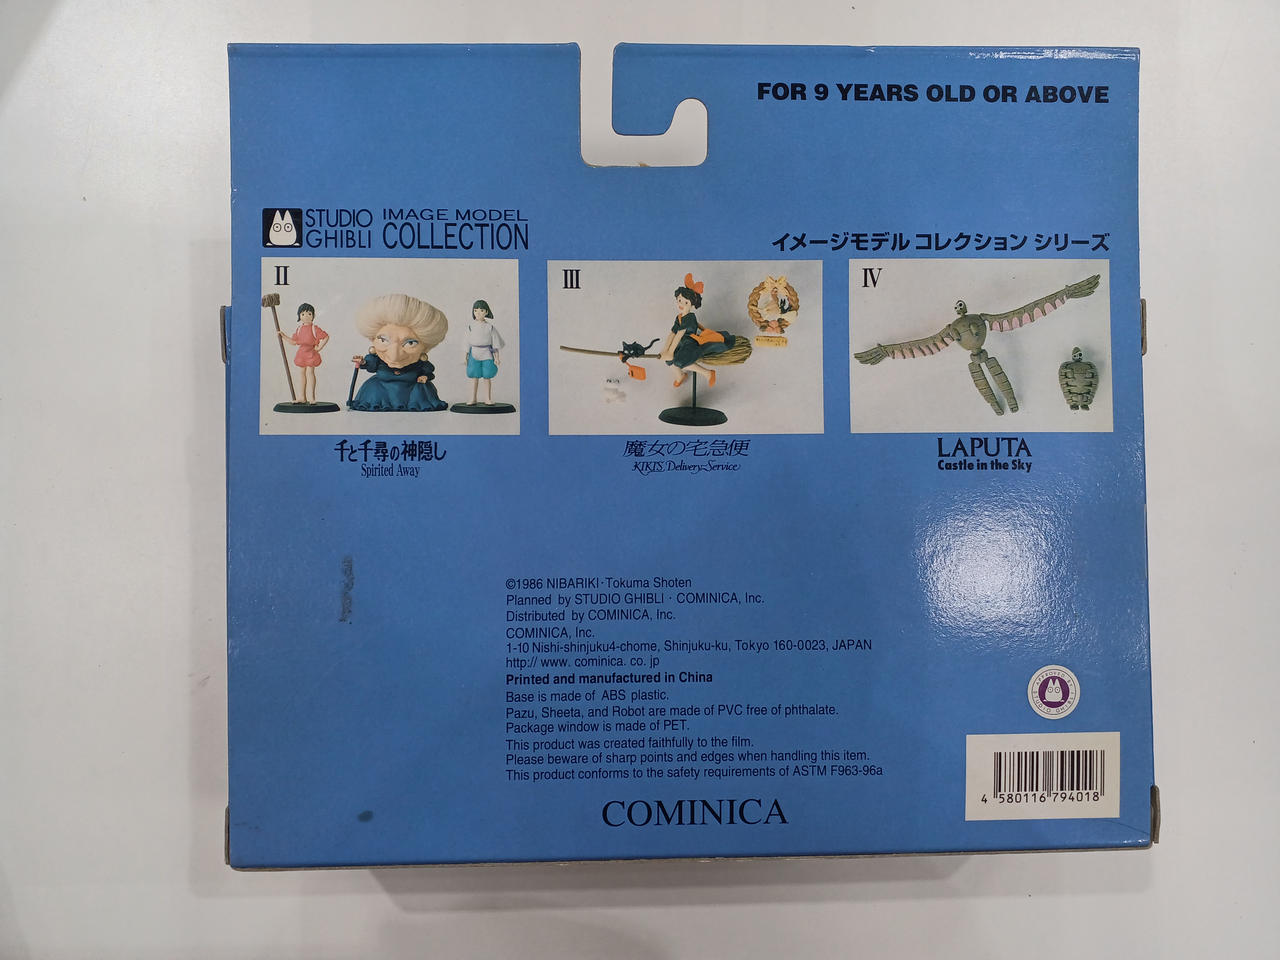 FOR 9 YEARS OLD OR ABOVE
STUDIO GHIBLI IMAGE MODEL COLLECTION
イメージモデル コレクション シリーズ
II
III
IV
千と千尋の神隠し
Spirited Away
魔女の宅急便
KIKI'S Delivery Service
LAPUTA
Castle in the Sky
©1986 NIBARIKI・Tokuma Shoten
Planned by STUDIO GHIBLI・COMINICA, Inc.
Distributed by COMINICA, Inc.
COMINICA, Inc.
1-10 Nishi-shinjuku4-chome, Shinjuku-ku, Tokyo 160-0023, JAPAN
http:// www. cominica. co. jp
Printed and manufactured in China
Base is made of ABS plastic.
Pazu, Sheeta, and Robot are made of PVC free of phthalate.
Package window is made of PET.
This product was created faithfully to the film.
Please beware of sharp points and edges when handling this item.
This product conforms to the safety requirements of ASTM F963-96a
APPROVED BY STUDIO GHIBLI
4 580116 794018
COMINICA